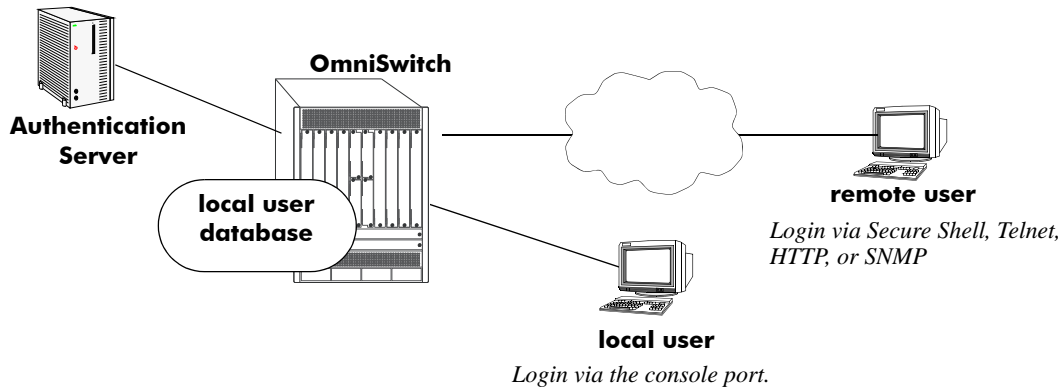 OmniSwitch
Authentication
Server
local user
database
remote user
Login via Secure Shell, Telnet,
HTTP, or SNMP
local user
Login via the console port.